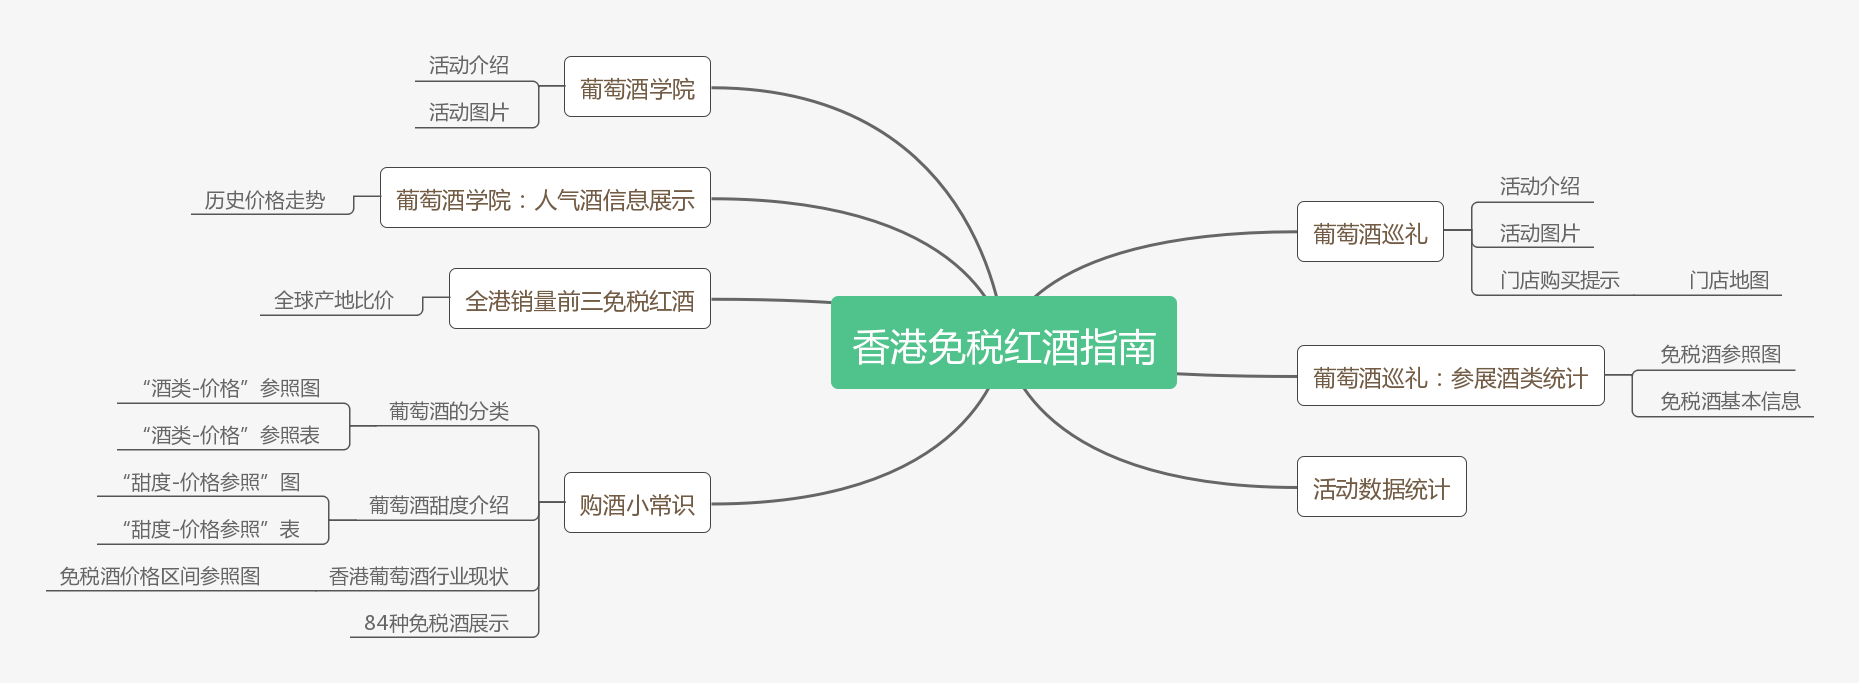 香港免税红酒指南
葡萄酒巡礼
活动介绍
活动图片
门店购买提示
门店地图
葡萄酒巡礼：参展酒类统计
免税酒参照图
免税酒基本信息
活动数据统计
葡萄酒学院
活动介绍
活动图片
葡萄酒学院：人气酒信息展示
历史价格走势
全港销量前三免税红酒
全球产地比价
购酒小常识
葡萄酒的分类
“酒类-价格”参照图
“酒类-价格”参照表
葡萄酒甜度介绍
“甜度-价格参照”图
“甜度-价格参照”表
香港葡萄酒行业现状
免税酒价格区间参照图
84种免税酒展示